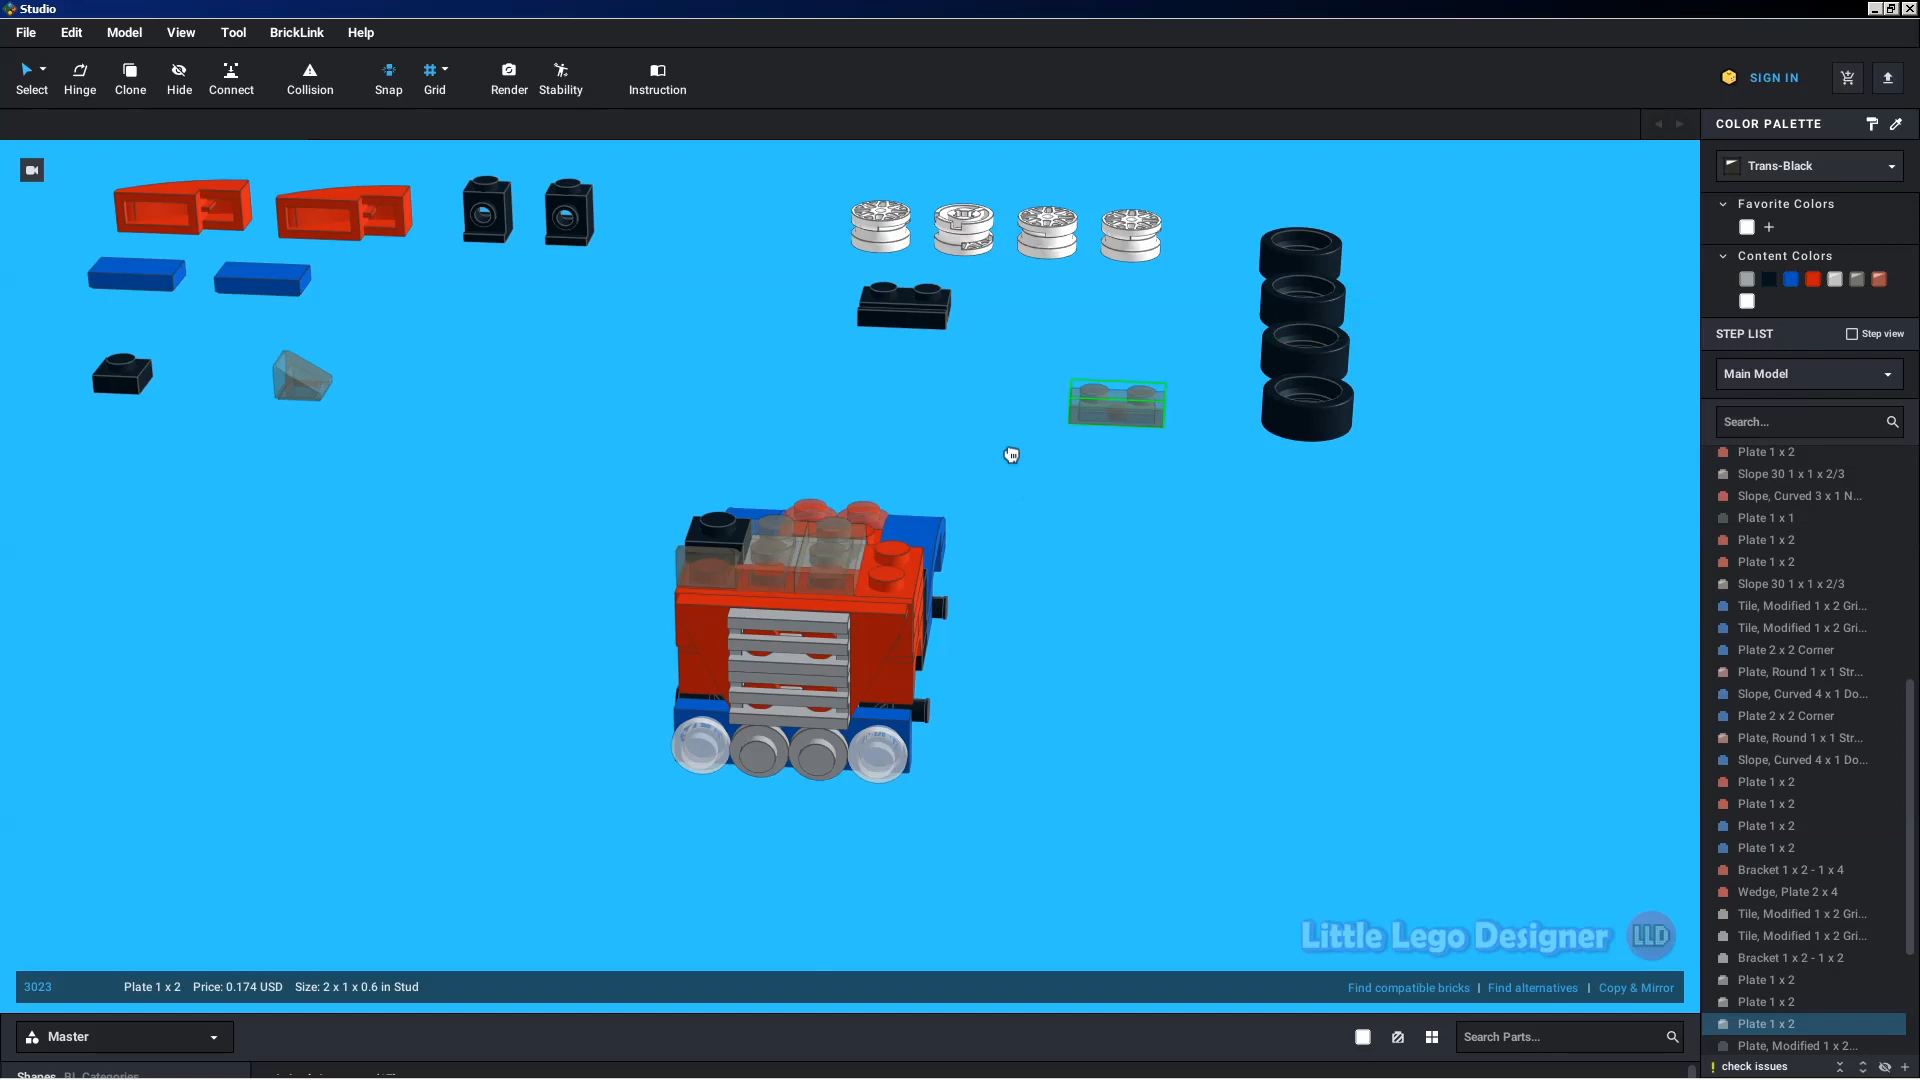 Studio
File Edit Model View Tool BrickLink Help
Select Hinge Clone Hide Connect Collision Snap Grid Render Stability Instruction
SIGN IN
COLOR PALETTE
Trans-Black
Favorite Colors
Content Colors
STEP LIST Step view
Main Model
Search...
Plate 1 x 2
Slope 30 1 x 1 x 2/3
Slope, Curved 3 x 1 N...
Plate 1 x 1
Plate 1 x 2
Plate 1 x 2
Slope 30 1 x 1 x 2/3
Tile, Modified 1 x 2 Gri...
Tile, Modified 1 x 2 Gri...
Plate 2 x 2 Corner
Plate, Round 1 x 1 Str...
Slope, Curved 4 x 1 Do...
Plate 2 x 2 Corner
Plate, Round 1 x 1 Str...
Slope, Curved 4 x 1 Do...
Plate 1 x 2
Plate 1 x 2
Plate 1 x 2
Plate 1 x 2
Bracket 1 x 2 - 1 x 4
Wedge, Plate 2 x 4
Tile, Modified 1 x 2 Gri...
Tile, Modified 1 x 2 Gri...
Bracket 1 x 2 - 1 x 2
Plate 1 x 2
Plate 1 x 2
Plate 1 x 2
Plate, Modified 1 x 2...
check issues
Little Lego Designer LLD
3023 Plate 1 x 2 Price: 0.174 USD Size: 2 x 1 x 0.6 in Stud
Find compatible bricks | Find alternatives | Copy & Mirror
Master
Search Parts...
Shapes BL Categories